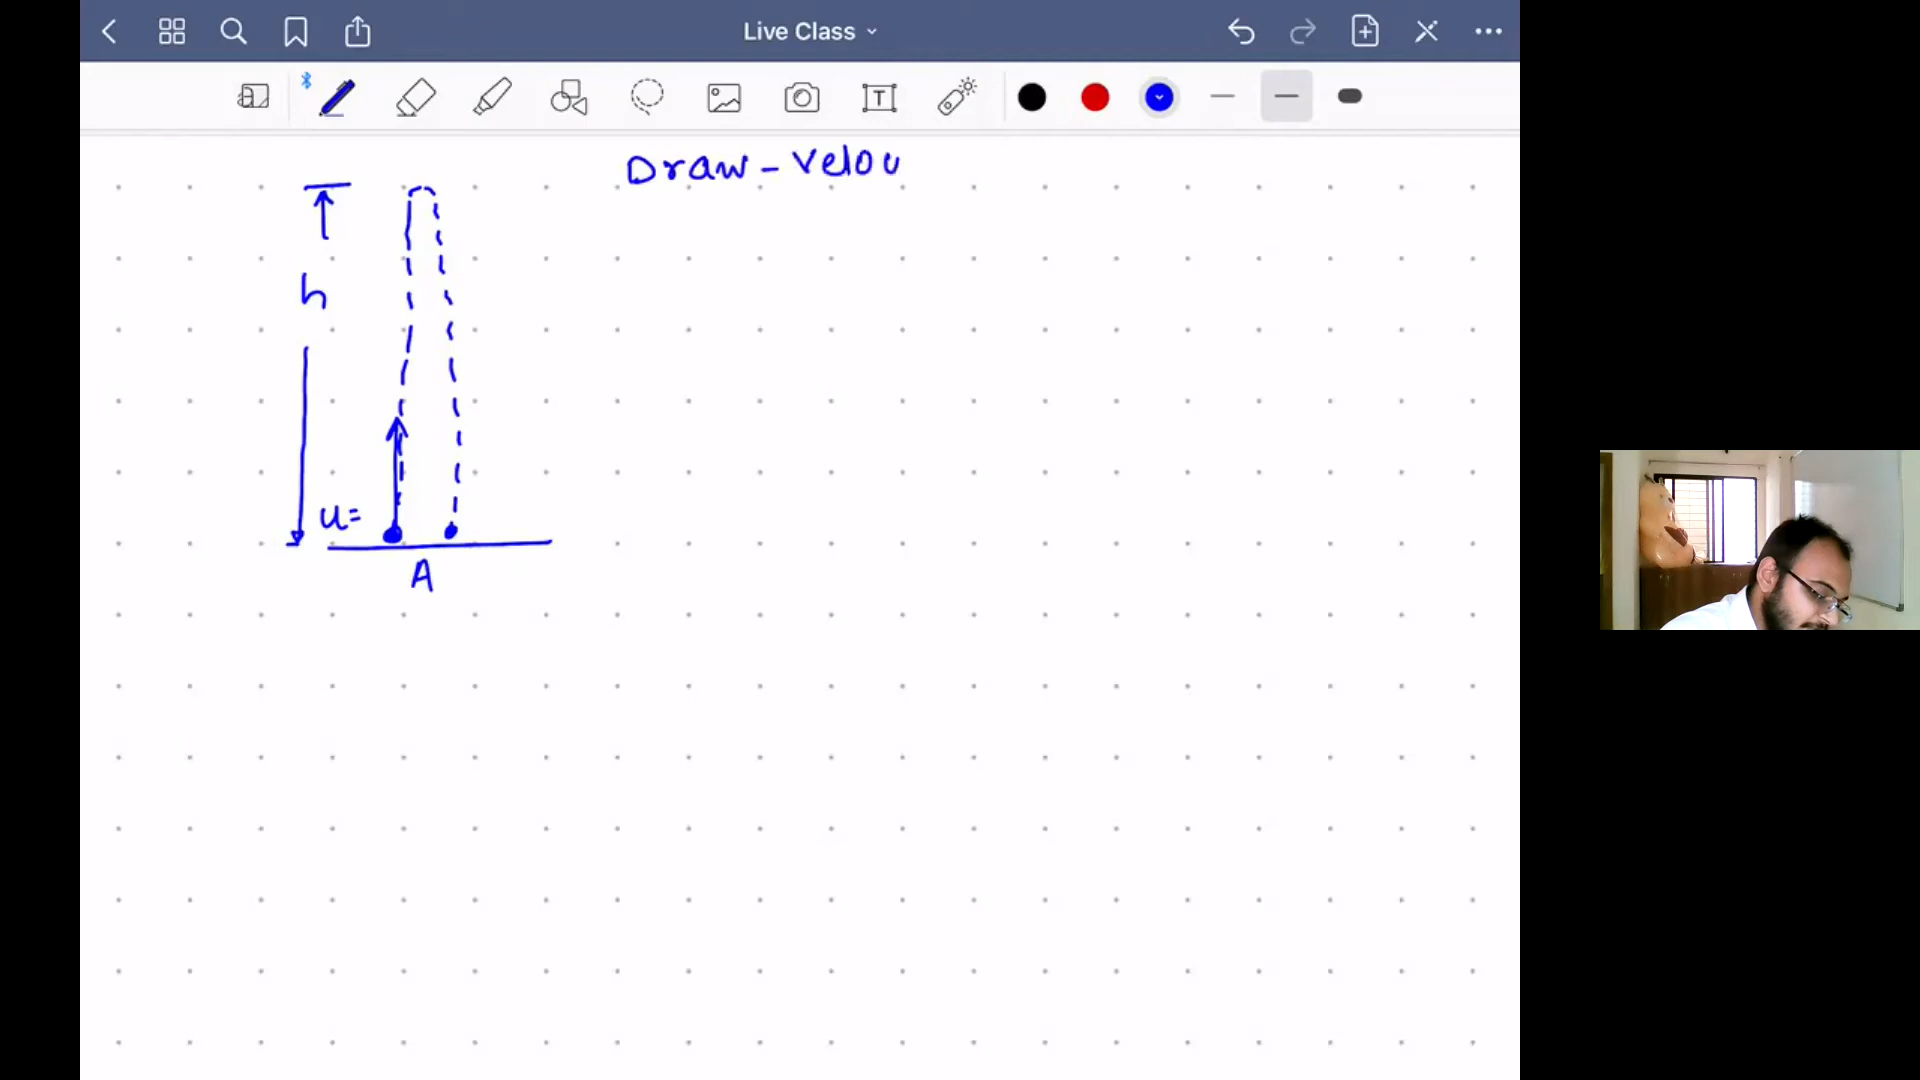 Live Class
T
Draw - Velou
h
u=
A